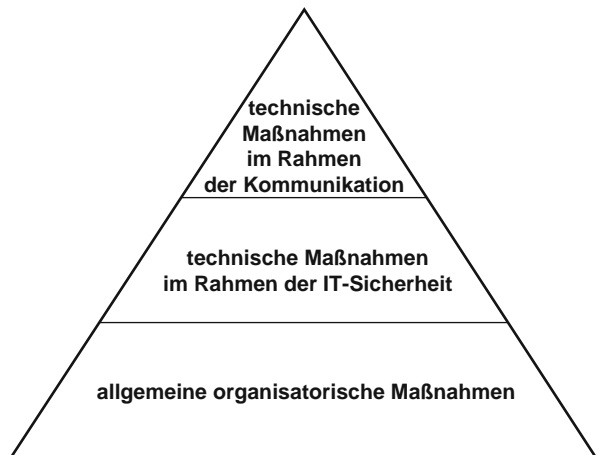 technische
Maßnahmen
im Rahmen
der Kommunikation
technische Maßnahmen
im Rahmen der IT-Sicherheit
allgemeine organisatorische Maßnahmen